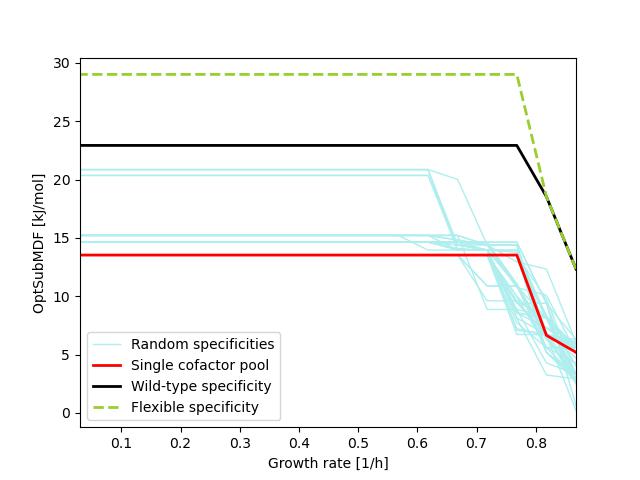 30
25
20
15
10
5
0
OptSubMDF [kJ/mol]
Random specificities
Single cofactor pool
Wild-type specificity
Flexible specificity
0.1 0.2 0.3 0.4 0.5 0.6 0.7 0.8
Growth rate [1/h]